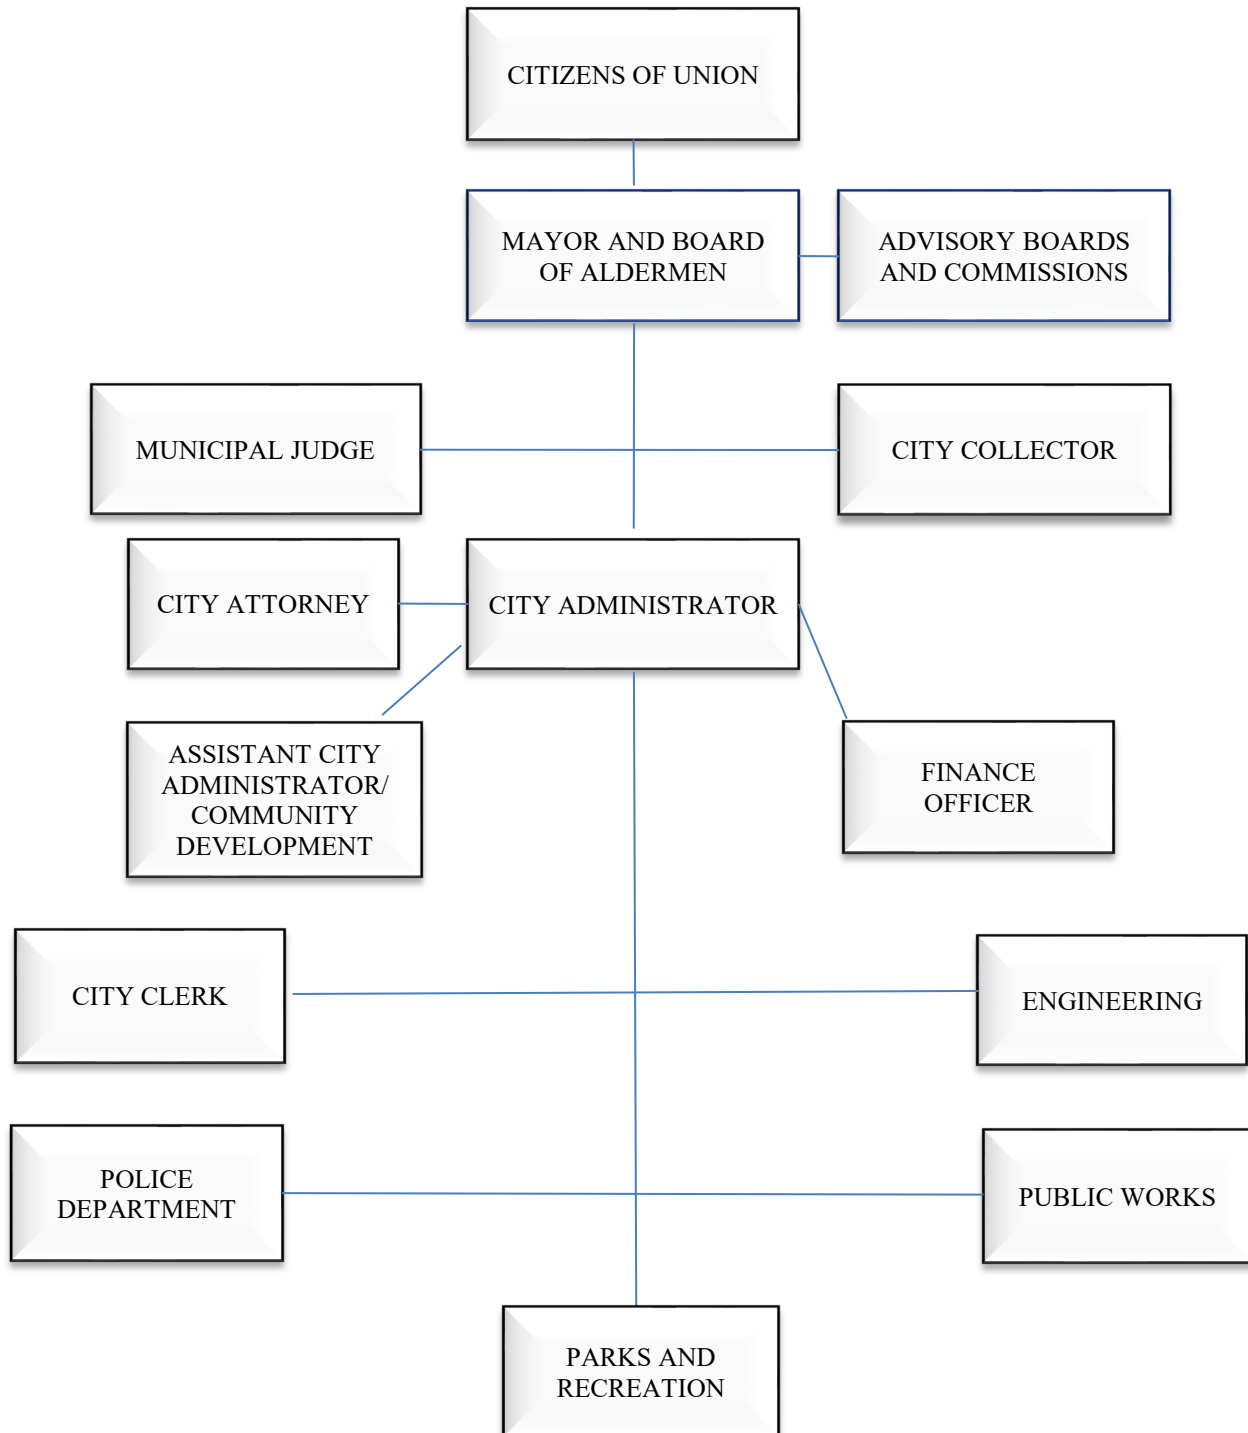 CITIZENS OF UNION
MAYOR AND BOARD
OF ALDERMEN
ADVISORY BOARDS
AND COMMISSIONS
MUNICIPAL JUDGE
CITY COLLECTOR
CITY ATTORNEY
CITY ADMINISTRATOR
ASSISTANT CITY
ADMINISTRATOR/
COMMUNITY
DEVELOPMENT
FINANCE
OFFICER
CITY CLERK
ENGINEERING
POLICE
DEPARTMENT
PUBLIC WORKS
PARKS AND
RECREATION